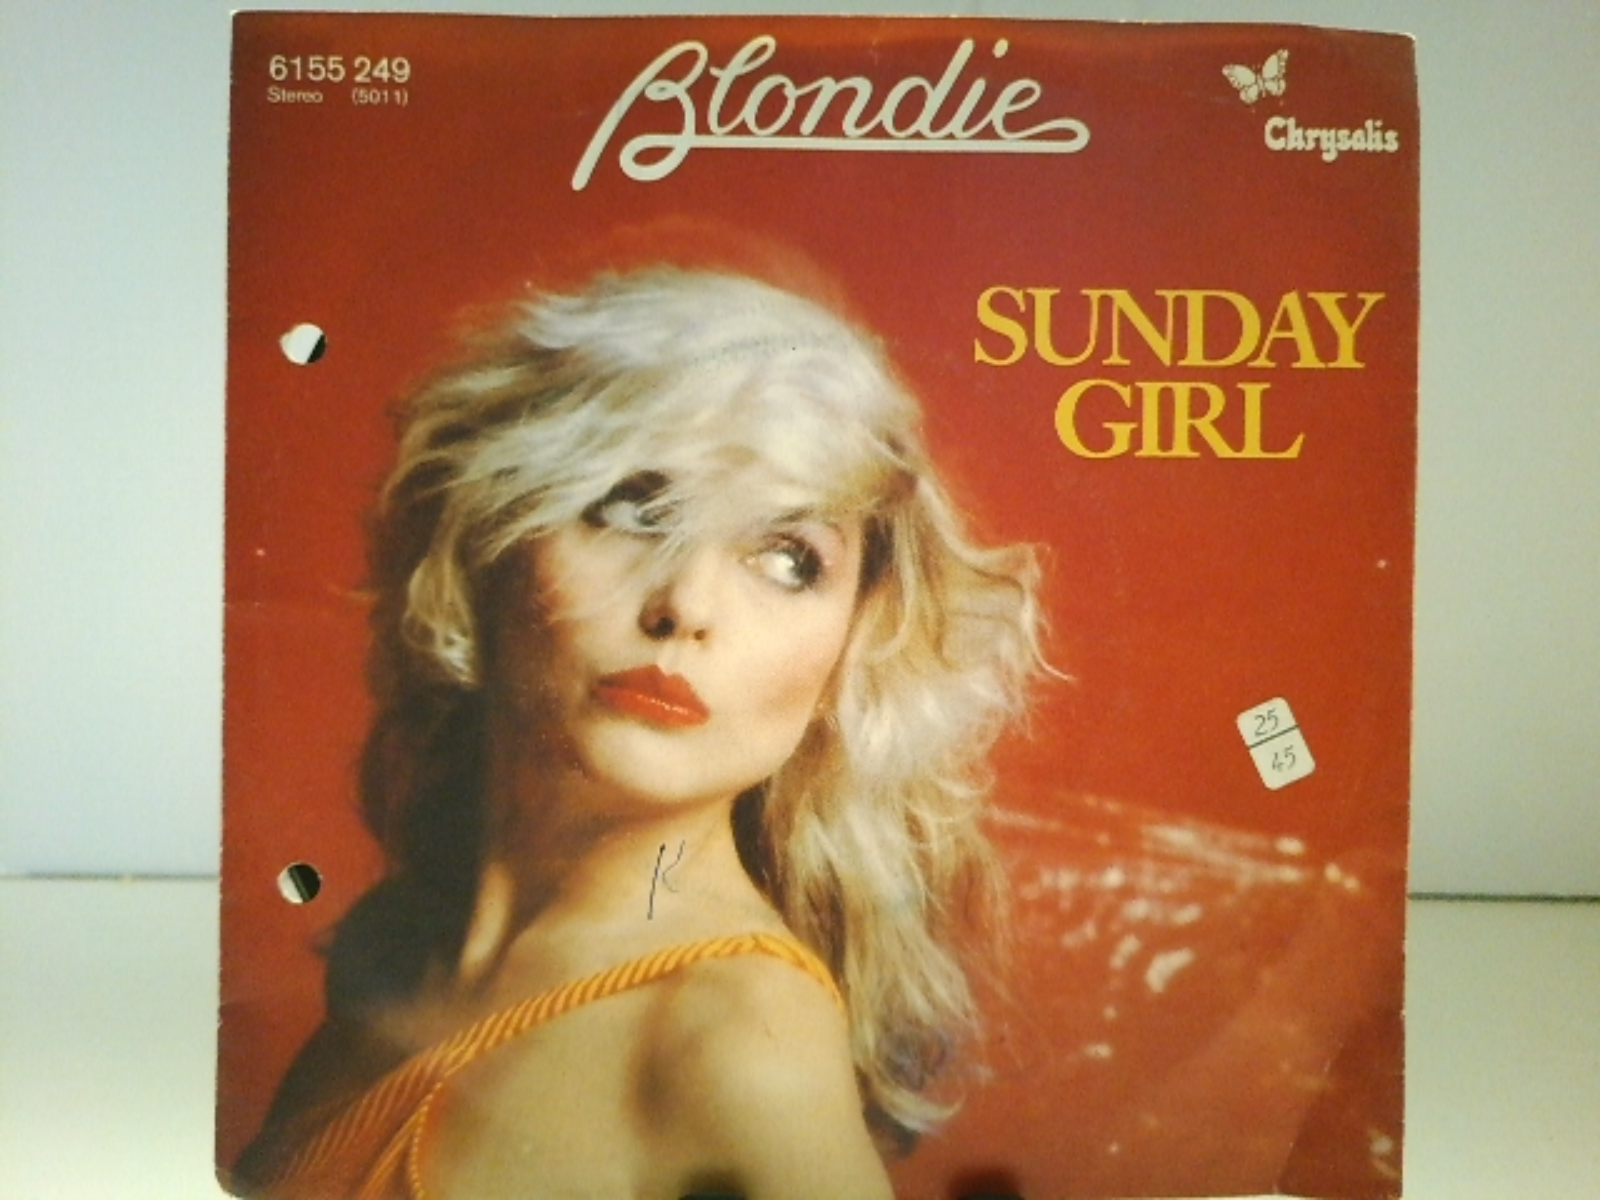 6155 249
Stereo (5011)
Blondie
Chrysalis
SUNDAY
GIRL
25
45
K